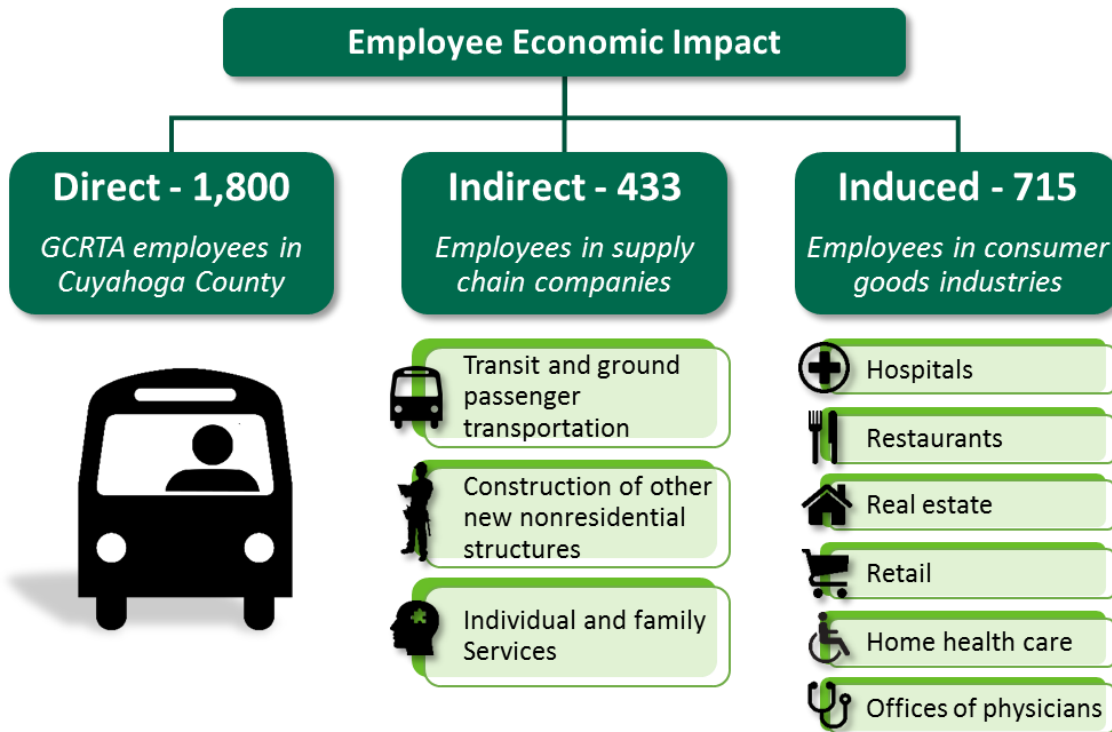 Employee Economic Impact
Direct - 1,800
GCRTA employees in
Cuyahoga County
Indirect - 433
Employees in supply
chain companies
Transit and ground
passenger
transportation
Construction of other
new nonresidential
structures
Individual and family
Services
Induced - 715
Employees in consumer
goods industries
Hospitals
Restaurants
Real estate
Retail
Home health care
Offices of physicians